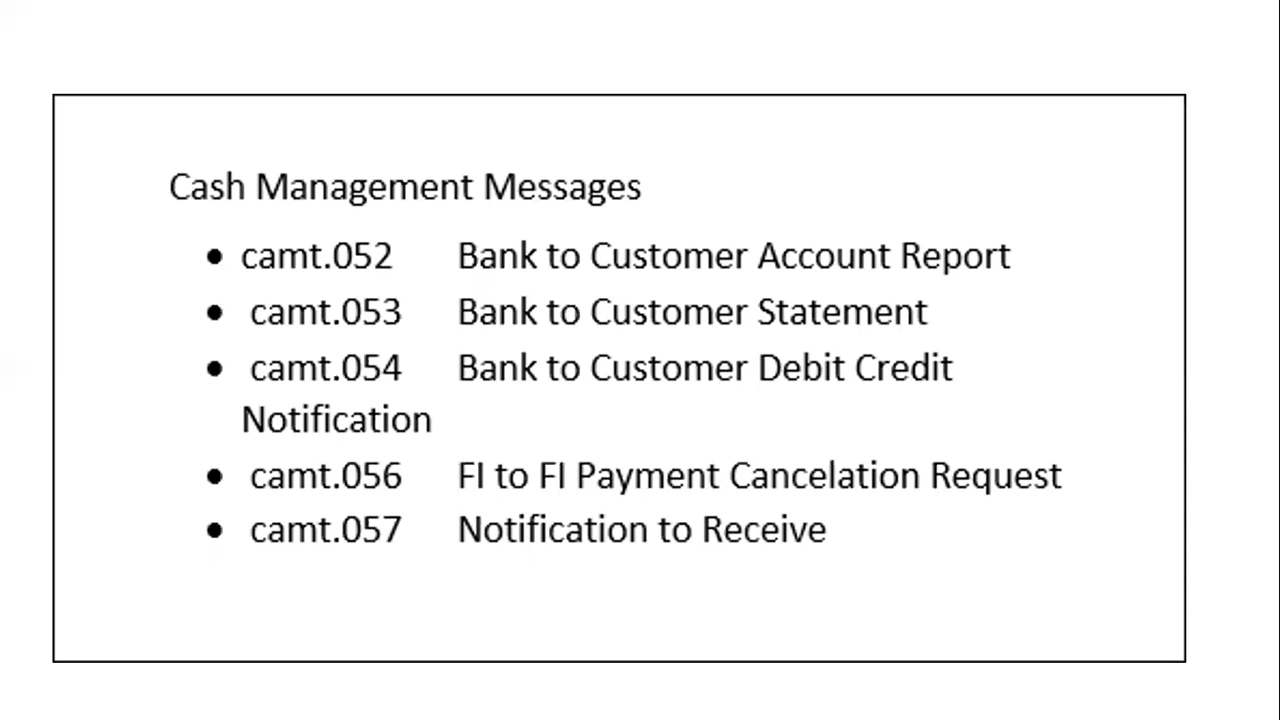 Cash Management Messages
• camt.052 Bank to Customer Account Report
• camt.053 Bank to Customer Statement
• camt.054 Bank to Customer Debit Credit
Notification
• camt.056 FI to FI Payment Cancelation Request
• camt.057 Notification to Receive